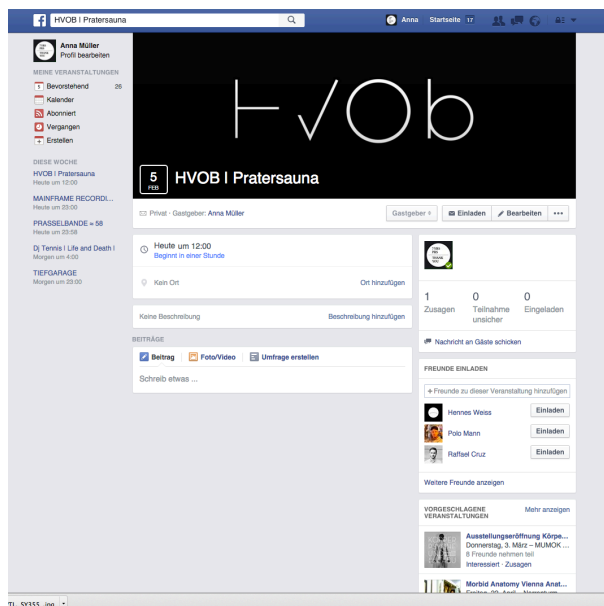 HVOB I Pratersauna
Anna Startseite 17
Anna Müller
Profil bearbeiten
MEINE VERANSTALTUNGEN
5 Bevorstehend 26
Kalender
Abonniert
Vergangen
Erstellen
DIESE WOCHE
HVOB I Pratersauna
Heute um 12:00
MAINFRAME RECORDI...
Heute um 23:00
PRASSELBANDE = 58
Heute um 23:58
Dj Tennis I Life and Death I
Morgen um 4:00
TIEFGARAGE
Morgen um 23:00
HVOb
5
FEB
HVOB I Pratersauna
Privat · Gastgeber: Anna Müller
Gastgeber
Einladen
Bearbeiten
Heute um 12:00
Beginnt in einer Stunde
Kein Ort Ort hinzufügen
Keine Beschreibung Beschreibung hinzufügen
BEITRÄGE
Beitrag Foto/Video Umfrage erstellen
Schreib etwas ...
1 0 0
Zusagen Teilnahme Eingeladen
unsicher
Nachricht an Gäste schicken
FREUNDE EINLADEN
+ Freunde zu dieser Veranstaltung hinzufügen
Hennes Weiss Einladen
Polo Mann Einladen
Raffael Cruz Einladen
Weitere Freunde anzeigen
VORGESCHLAGENE Mehr anzeigen
VERANSTALTUNGEN
Ausstellungseröffnung Körpe...
Donnerstag, 3. März – MUMOK ...
8 Freunde nehmen teil
Interessiert · Zusagen
Morbid Anatomy Vienna Anat...